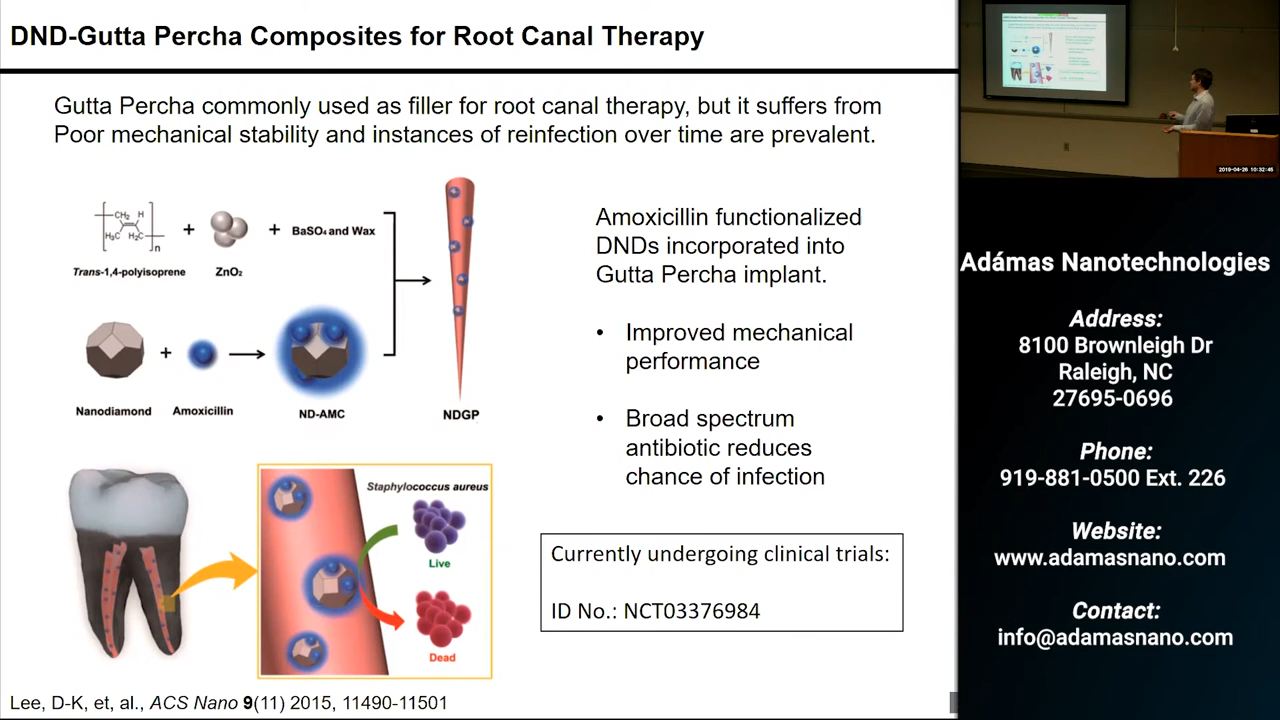 DND-Gutta Percha Composites for Root Canal Therapy
Gutta Percha commonly used as filler for root canal therapy, but it suffers from
Poor mechanical stability and instances of reinfection over time are prevalent.
CH₂ H
H₃C H₂C
n
+
+ BaSO₄ and Wax
Trans-1,4-polyisoprene
ZnO₂
+
Nanodiamond
Amoxicillin
ND-AMC
NDGP
Amoxicillin functionalized
DNDs incorporated into
Gutta Percha implant.
• Improved mechanical
performance
• Broad spectrum
antibiotic reduces
chance of infection
Staphylococcus aureus
Live
Dead
Currently undergoing clinical trials:
ID No.: NCT03376984
Lee, D-K, et, al., ACS Nano 9(11) 2015, 11490-11501
2019-04-26 10:32:45
Adámas Nanotechnologies
Address:
8100 Brownleigh Dr
Raleigh, NC
27695-0696
Phone:
919-881-0500 Ext. 226
Website:
www.adamasnano.com
Contact:
info@adamasnano.com